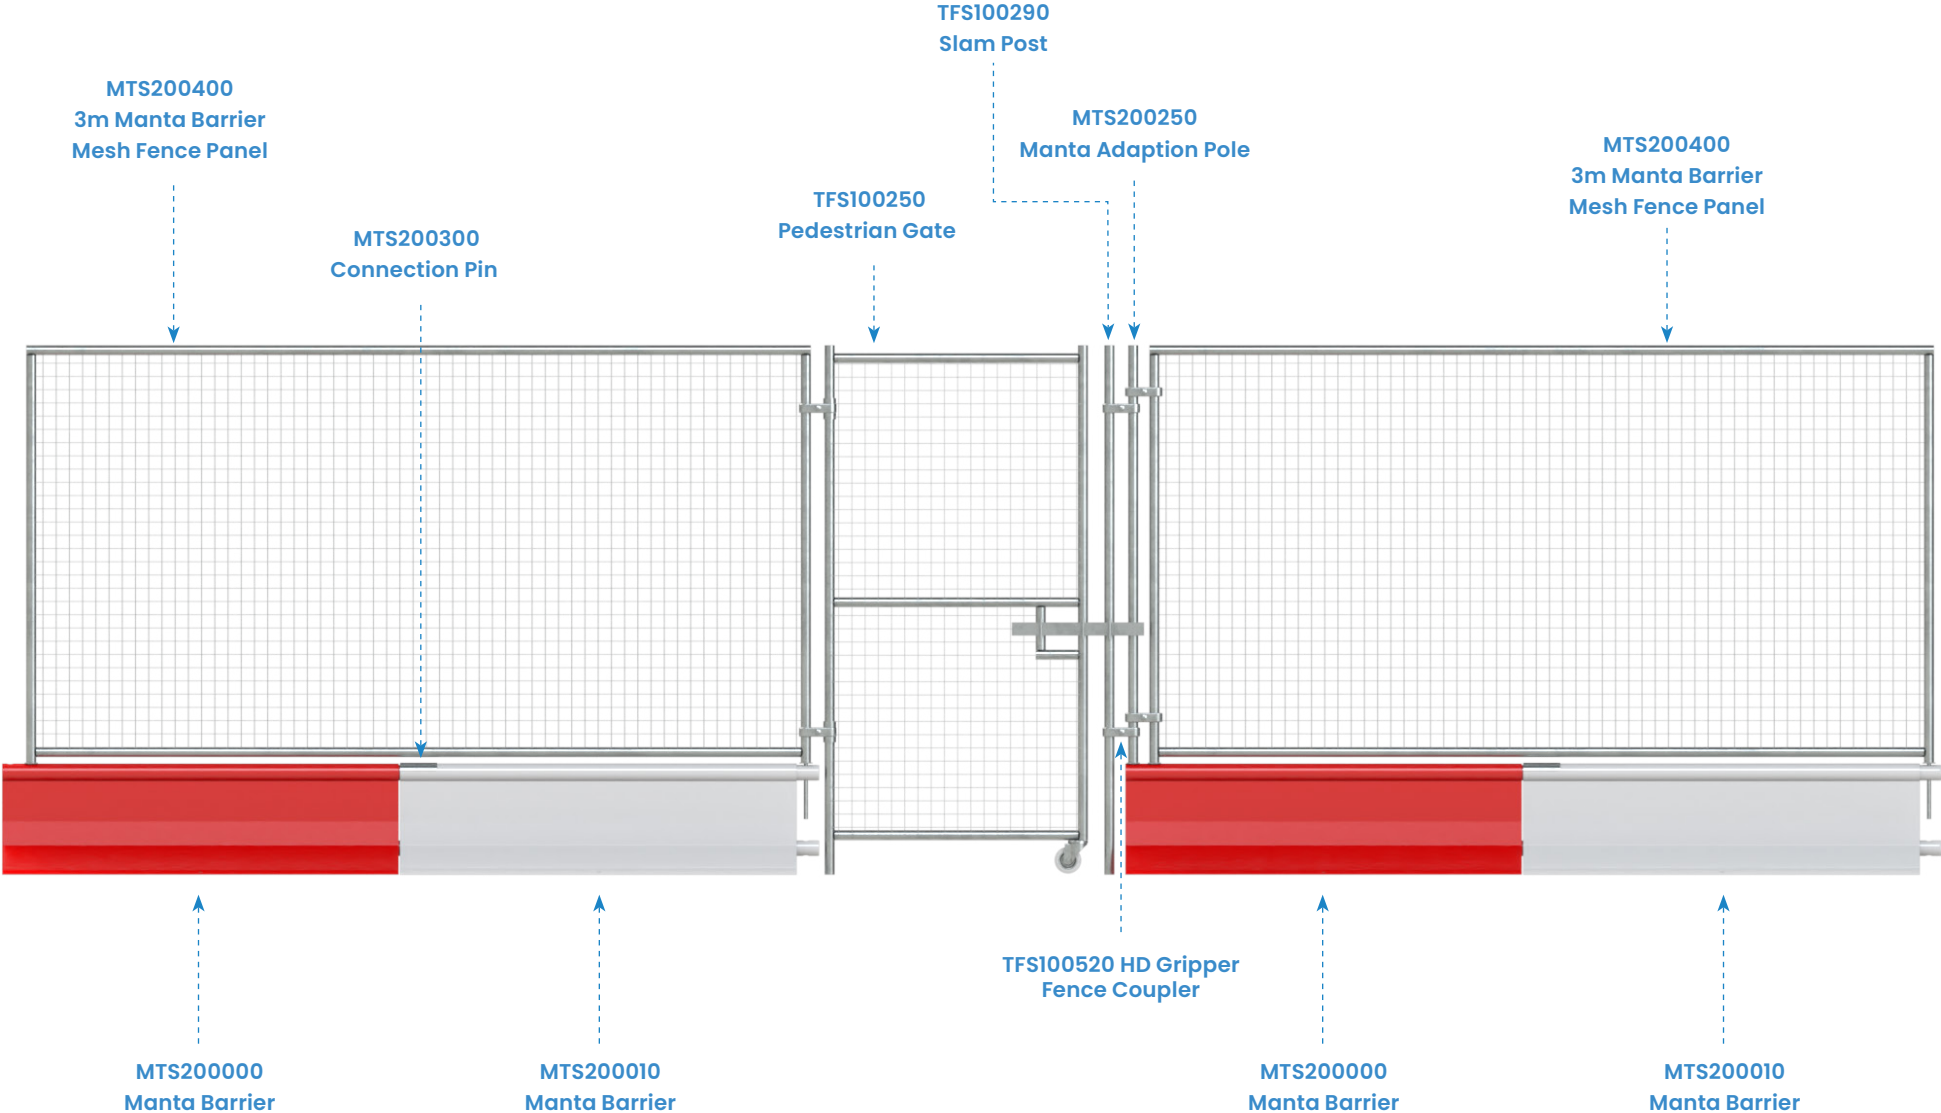 TFS100290
Slam Post
MTS200400
3m Manta Barrier
Mesh Fence Panel
MTS200250
Manta Adaption Pole
MTS200400
3m Manta Barrier
Mesh Fence Panel
TFS100250
Pedestrian Gate
MTS200300
Connection Pin
TFS100520 HD Gripper
Fence Coupler
MTS200000
Manta Barrier
MTS200010
Manta Barrier
MTS200000
Manta Barrier
MTS200010
Manta Barrier